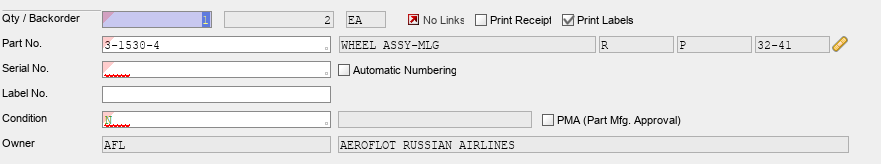 Qty / Backorder 1 2 EA No Links Print Receipt Print Labels
Part No. 3-1530-4 WHEEL ASSY-MLG R P 32-41
Serial No. Automatic Numbering
Label No.
Condition N PMA (Part Mfg. Approval)
Owner AFL AEROFLOT RUSSIAN AIRLINES